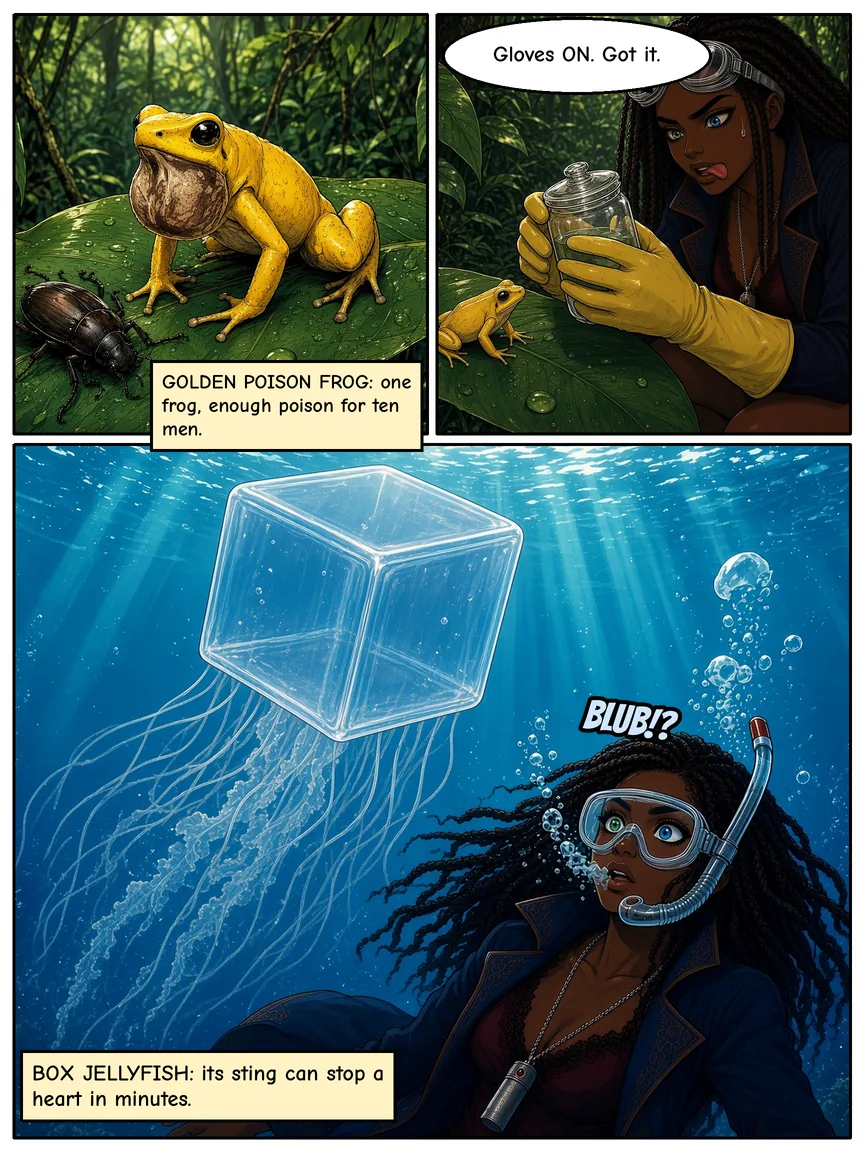 GOLDEN POISON FROG: one
frog, enough poison for ten
men.
Gloves ON. Got it.
BLUB!?
BOX JELLYFISH: its sting can stop a
heart in minutes.